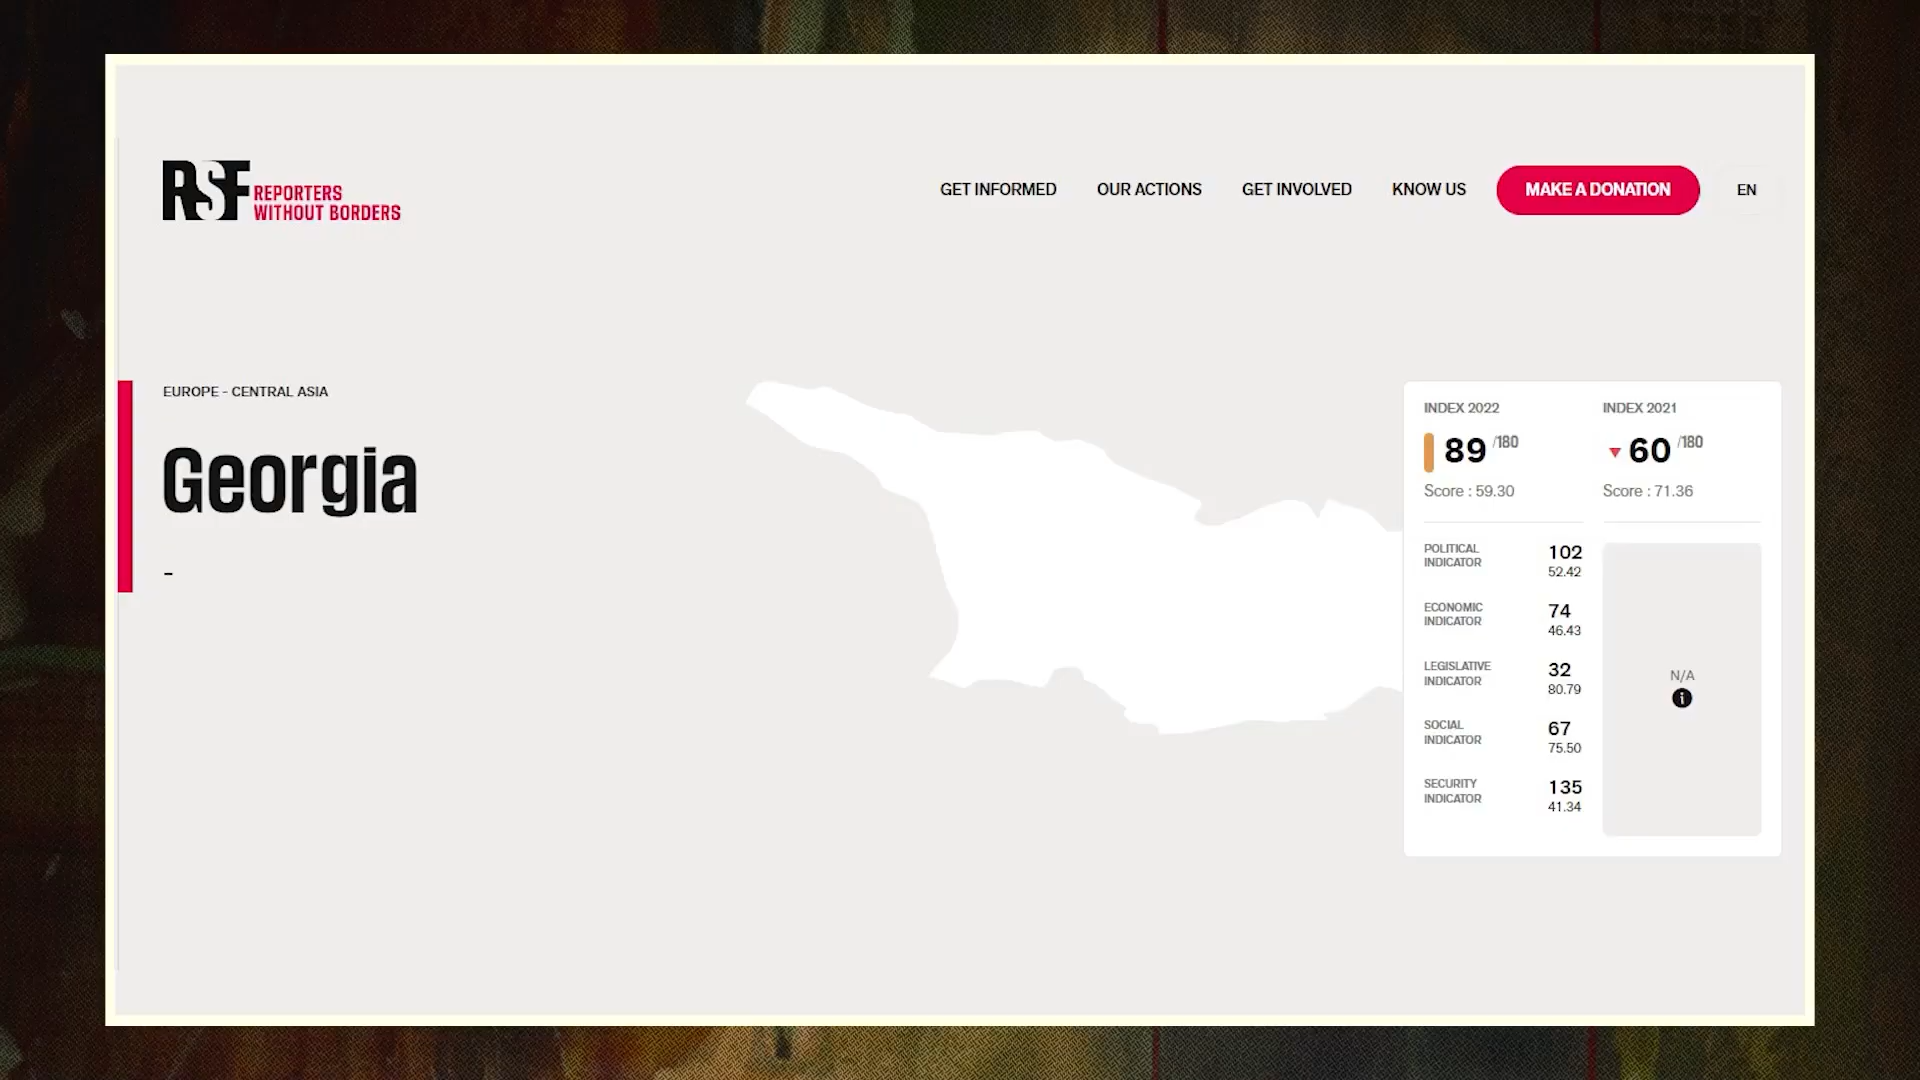 RSF REPORTERS
WITHOUT BORDERS
GET INFORMED OUR ACTIONS GET INVOLVED KNOW US MAKE A DONATION EN
EUROPE - CENTRAL ASIA
Georgia
-
INDEX 2022
89 /180
Score : 59.30
POLITICAL
INDICATOR
102
52.42
ECONOMIC
INDICATOR
74
46.43
LEGISLATIVE
INDICATOR
32
80.79
SOCIAL
INDICATOR
67
75.50
SECURITY
INDICATOR
135
41.34
INDEX 2021
60 /180
Score : 71.36
N/A
i